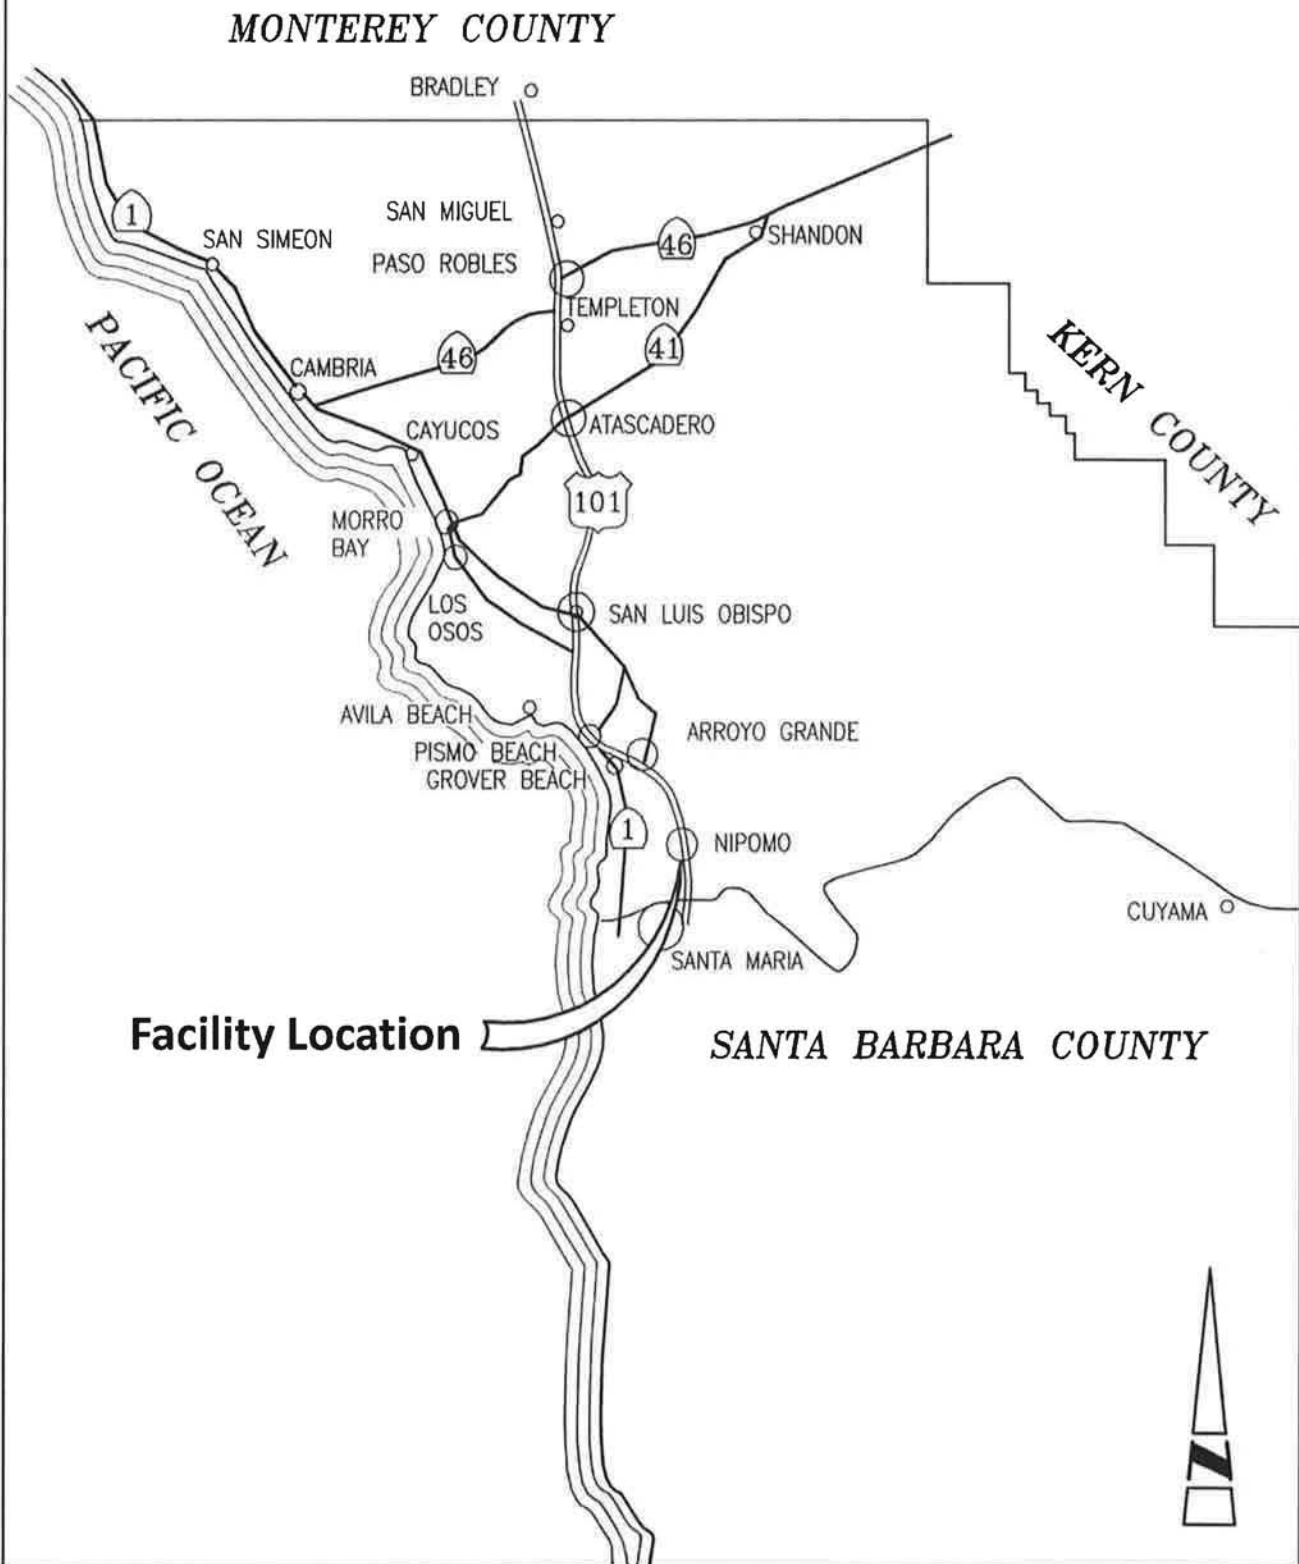 MONTEREY COUNTY
BRADLEY
1
SAN MIGUEL
46
SHANDON
SAN SIMEON
PASO ROBLES
TEMPLETON
PACIFIC OCEAN
46
41
KERN COUNTY
CAMBRIA
CAYUCOS
ATASCADERO
101
MORRO
BAY
LOS
OSOS
SAN LUIS OBISPO
AVILA BEACH
ARROYO GRANDE
PISMO BEACH
GROVER BEACH
1
NIPOMO
CUYAMA
SANTA MARIA
Facility Location
SANTA BARBARA COUNTY
N